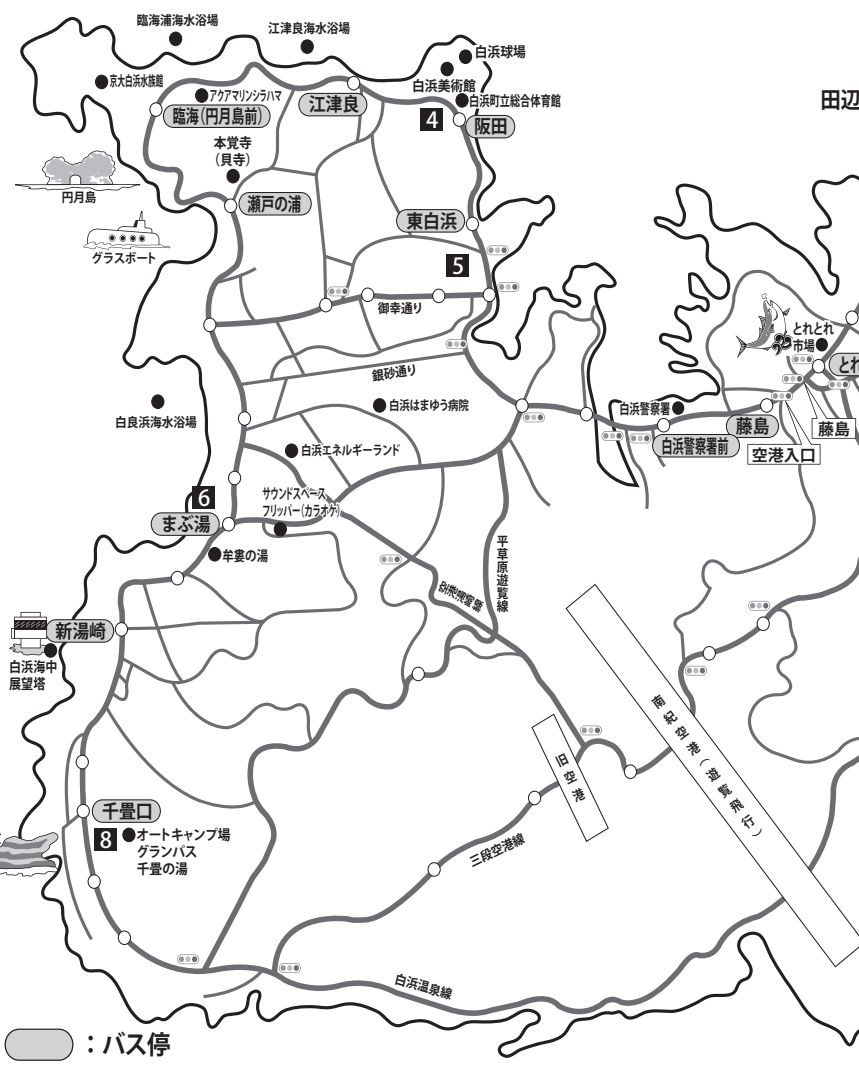 臨海浦海水浴場
江津良海水浴場
白浜球場
京大白浜水族館
アクアマリンシラハマ
白浜美術館
白浜町立総合体育館
田辺
臨海(円月島前)
江津良
4
阪田
本覚寺
(貝寺)
円月島
瀬戸の浦
東白浜
グラスボート
5
御幸通り
とれとれ
市場
とれ
銀砂通り
白良浜海水浴場
白浜はまゆう病院
白浜警察署
藤島
藤島
白浜警察署前
空港入口
白浜エネルギーランド
6
サウンドスペース
フリッパー(カラオケ)
まぶ湯
牟婁の湯
平草原遊覧線
空港湯崎線
新湯崎
白浜海中
展望塔
南紀空港(遊覧飛行)
旧空港
千畳口
8
オートキャンプ場
グランパス
千畳の湯
三段空港線
白浜温泉線
:バス停